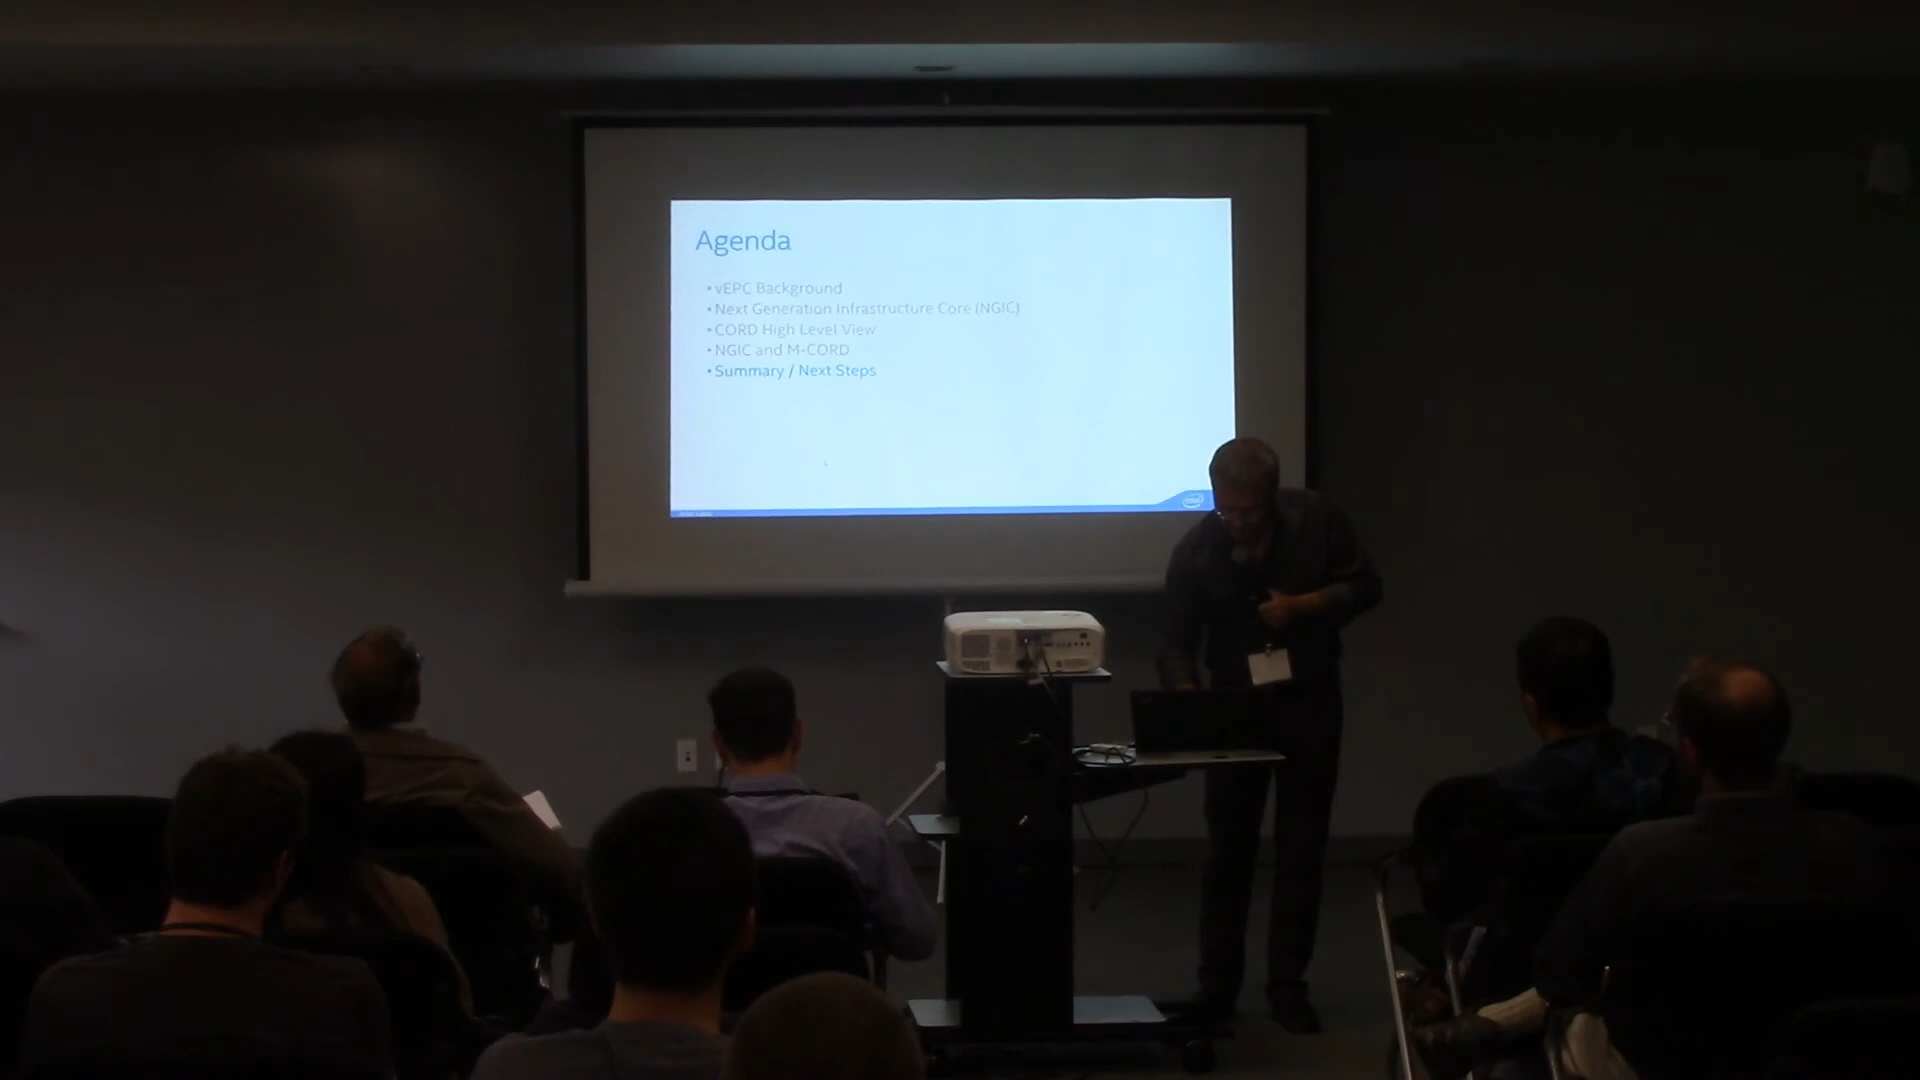 Agenda
• vEPC Background
• Next Generation Infrastructure Core (NGIC)
• CORD High Level View
• NGIC and M-CORD
• Summary / Next Steps